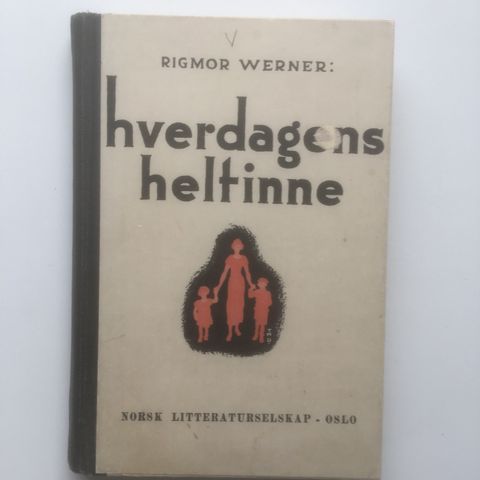 RIGMOR WERNER:
hverdagens
heltinne
NORSK LITTERATURSELSKAP - OSLO